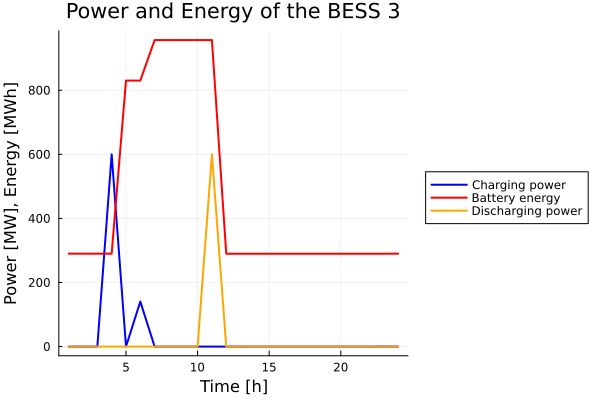 Power and Energy of the BESS 3
Power [MW], Energy [MWh]
800
600
400
200
0
5
10
15
20
Time [h]
Charging power
Battery energy
Discharging power